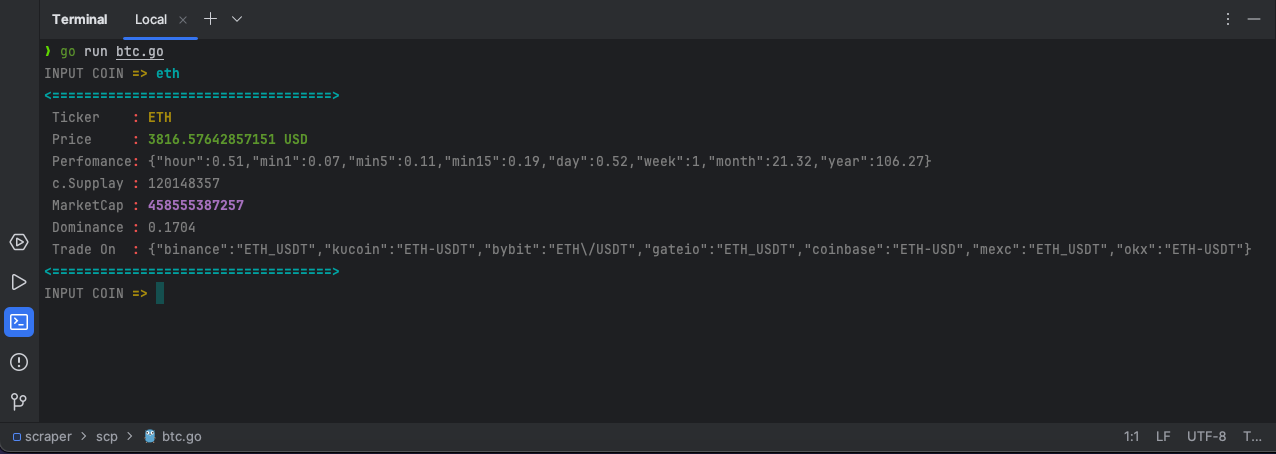 Terminal Local
❯ go run btc.go
INPUT COIN => eth
<===================================>
Ticker    : ETH
Price     : 3816.57642857151 USD
Perfomance: {"hour":0.51,"min1":0.07,"min5":0.11,"min15":0.19,"day":0.52,"week":1,"month":21.32,"year":106.27}
c.Supplay : 120148357
MarketCap : 458555387257
Dominance : 0.1704
Trade On  : {"binance":"ETH_USDT","kucoin":"ETH-USDT","bybit":"ETH\/USDT","gateio":"ETH_USDT","coinbase":"ETH-USD","mexc":"ETH_USDT","okx":"ETH-USDT"}
<===================================>
INPUT COIN =>
scraper > scp > btc.go 1:1 LF UTF-8 T...